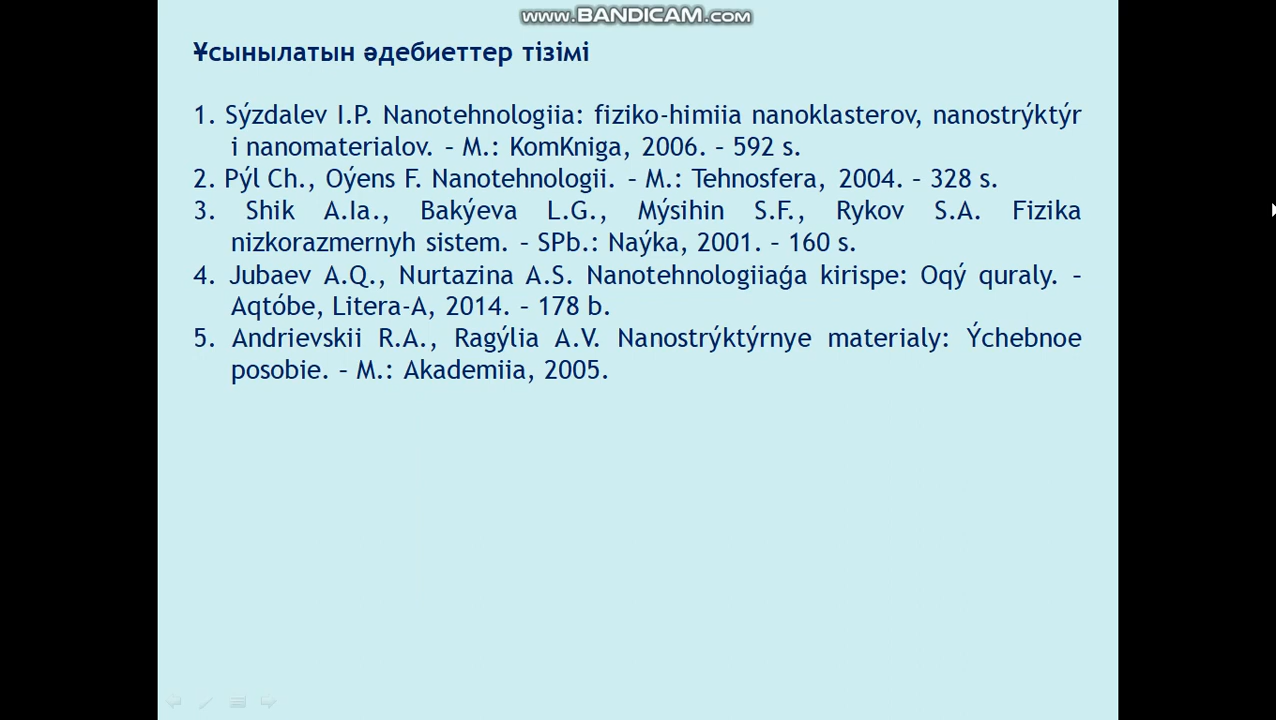 www.BANDICAM.com
Ұсынылатын әдебиеттер тізімі
1. Sýzdalev I.P. Nanotehnologiia: fiziko-himiia nanoklasterov, nanostrýktýr
i nanomaterialov. – M.: KomKniga, 2006. – 592 s.
2. Pýl Ch., Oýens F. Nanotehnologii. – M.: Tehnosfera, 2004. – 328 s.
3. Shik A.Ia., Bakýeva L.G., Mýsihin S.F., Rykov S.A. Fizika
nizkorazmernyh sistem. – SPb.: Naýka, 2001. – 160 s.
4. Jubaev A.Q., Nurtazina A.S. Nanotehnologiiaǵa kirispe: Oqý quraly. –
Aqtóbe, Litera-A, 2014. – 178 b.
5. Andrievskii R.A., Ragýlia A.V. Nanostrýktýrnye materialy: Ýchebnoe
posobie. – M.: Akademiia, 2005.